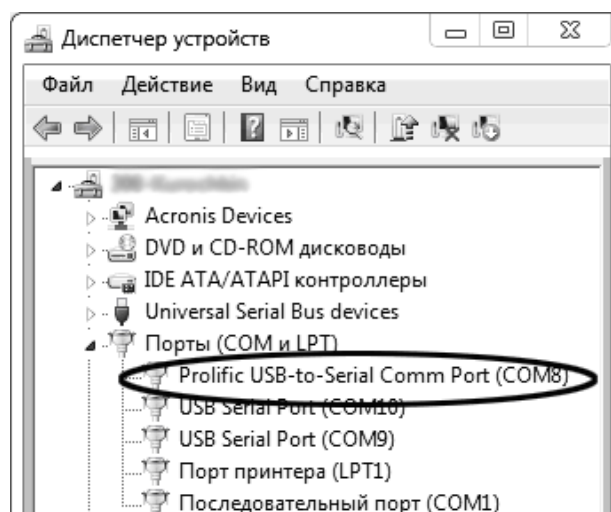 Диспетчер устройств
Файл Действие Вид Справка
Acronis Devices
DVD и CD-ROM дисководы
IDE ATA/ATAPI контроллеры
Universal Serial Bus devices
Порты (COM и LPT)
Prolific USB-to-Serial Comm Port (COM8)
USB Serial Port (COM10)
USB Serial Port (COM9)
Порт принтера (LPT1)
Последовательный порт (COM1)